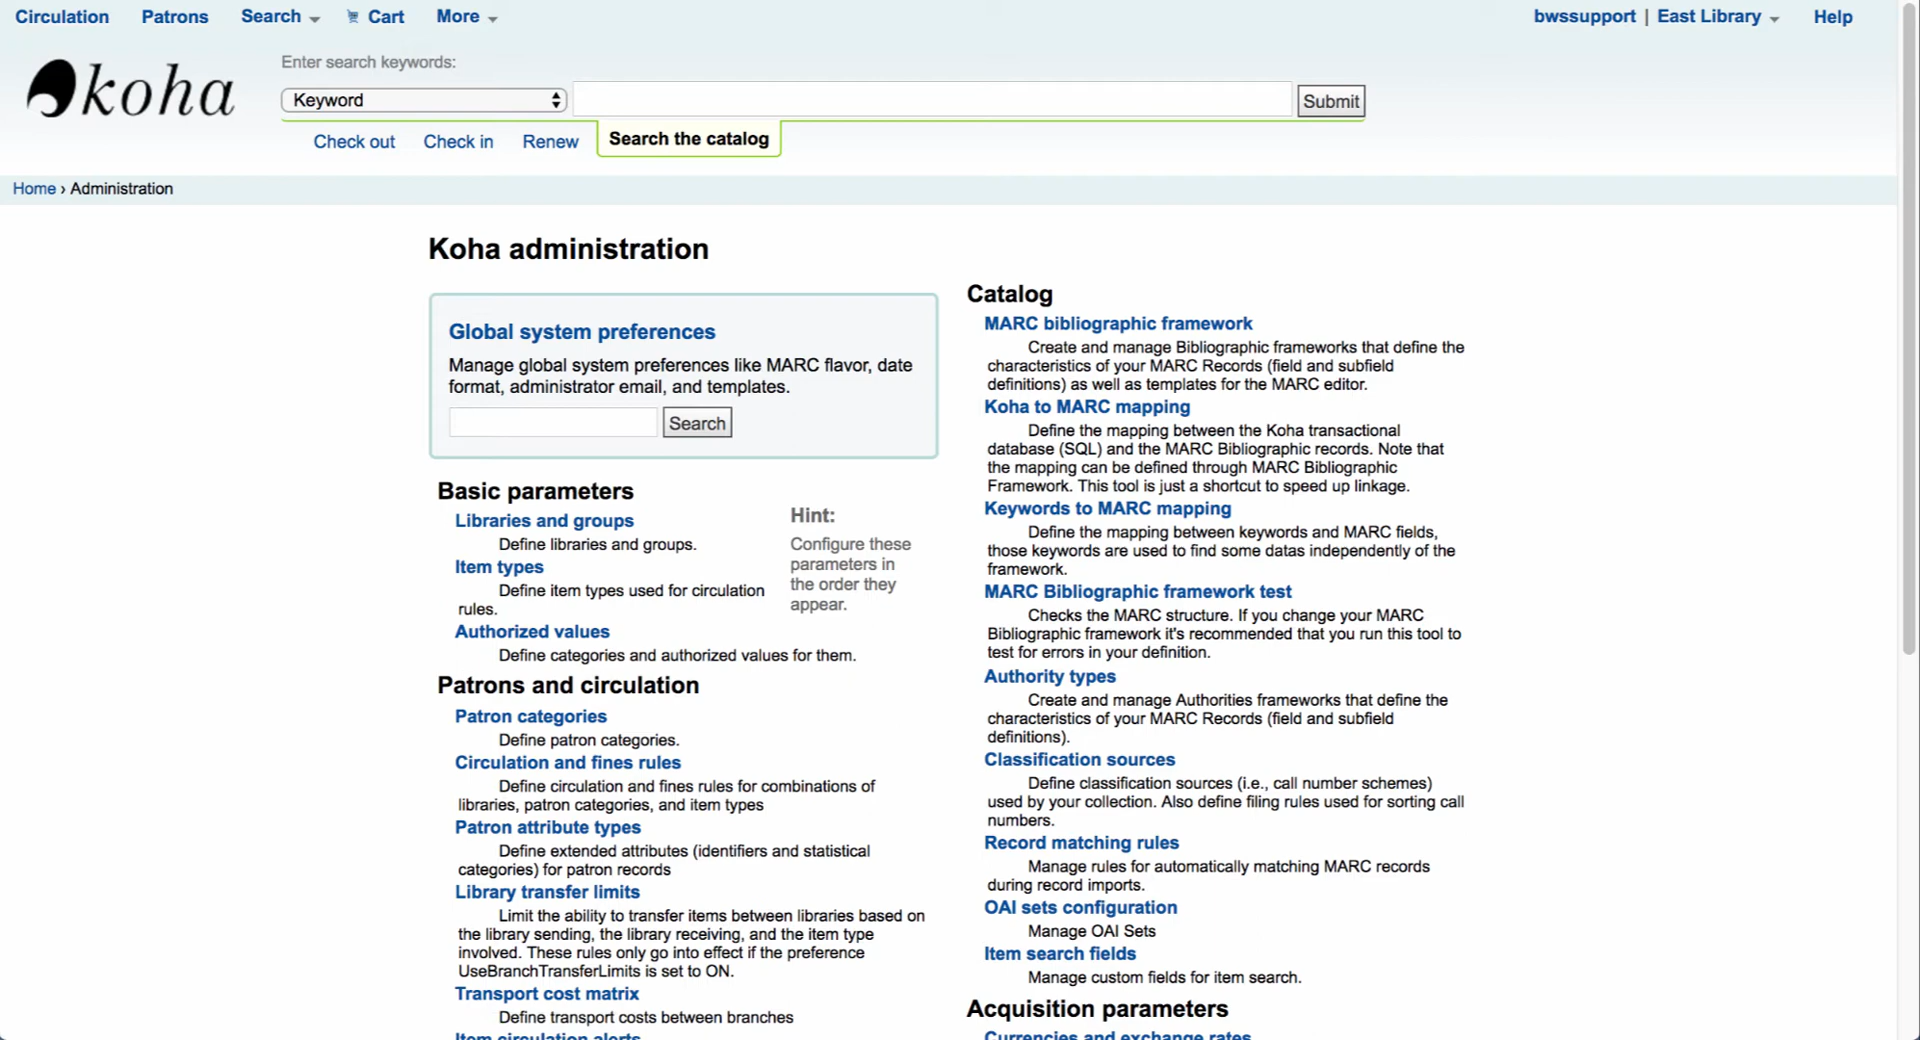 Circulation Patrons Search Cart More bwssupport | East Library Help
koha
Enter search keywords:
Keyword Submit
Check out Check in Renew Search the catalog
Home › Administration
Koha administration
Global system preferences
Manage global system preferences like MARC flavor, date
format, administrator email, and templates.
Search
Basic parameters
Libraries and groups
Define libraries and groups.
Item types
Define item types used for circulation
rules.
Authorized values
Define categories and authorized values for them.
Hint:
Configure these
parameters in
the order they
appear.
Patrons and circulation
Patron categories
Define patron categories.
Circulation and fines rules
Define circulation and fines rules for combinations of
libraries, patron categories, and item types
Patron attribute types
Define extended attributes (identifiers and statistical
categories) for patron records
Library transfer limits
Limit the ability to transfer items between libraries based on
the library sending, the library receiving, and the item type
involved. These rules only go into effect if the preference
UseBranchTransferLimits is set to ON.
Transport cost matrix
Define transport costs between branches
Item circulation alerts
Catalog
MARC bibliographic framework
Create and manage Bibliographic frameworks that define the
characteristics of your MARC Records (field and subfield
definitions) as well as templates for the MARC editor.
Koha to MARC mapping
Define the mapping between the Koha transactional
database (SQL) and the MARC Bibliographic records. Note that
the mapping can be defined through MARC Bibliographic
Framework. This tool is just a shortcut to speed up linkage.
Keywords to MARC mapping
Define the mapping between keywords and MARC fields,
those keywords are used to find some datas independently of the
framework.
MARC Bibliographic framework test
Checks the MARC structure. If you change your MARC
Bibliographic framework it's recommended that you run this tool to
test for errors in your definition.
Authority types
Create and manage Authorities frameworks that define the
characteristics of your MARC Records (field and subfield
definitions).
Classification sources
Define classification sources (i.e., call number schemes)
used by your collection. Also define filing rules used for sorting call
numbers.
Record matching rules
Manage rules for automatically matching MARC records
during record imports.
OAI sets configuration
Manage OAI Sets
Item search fields
Manage custom fields for item search.
Acquisition parameters
Currencies and exchange rates